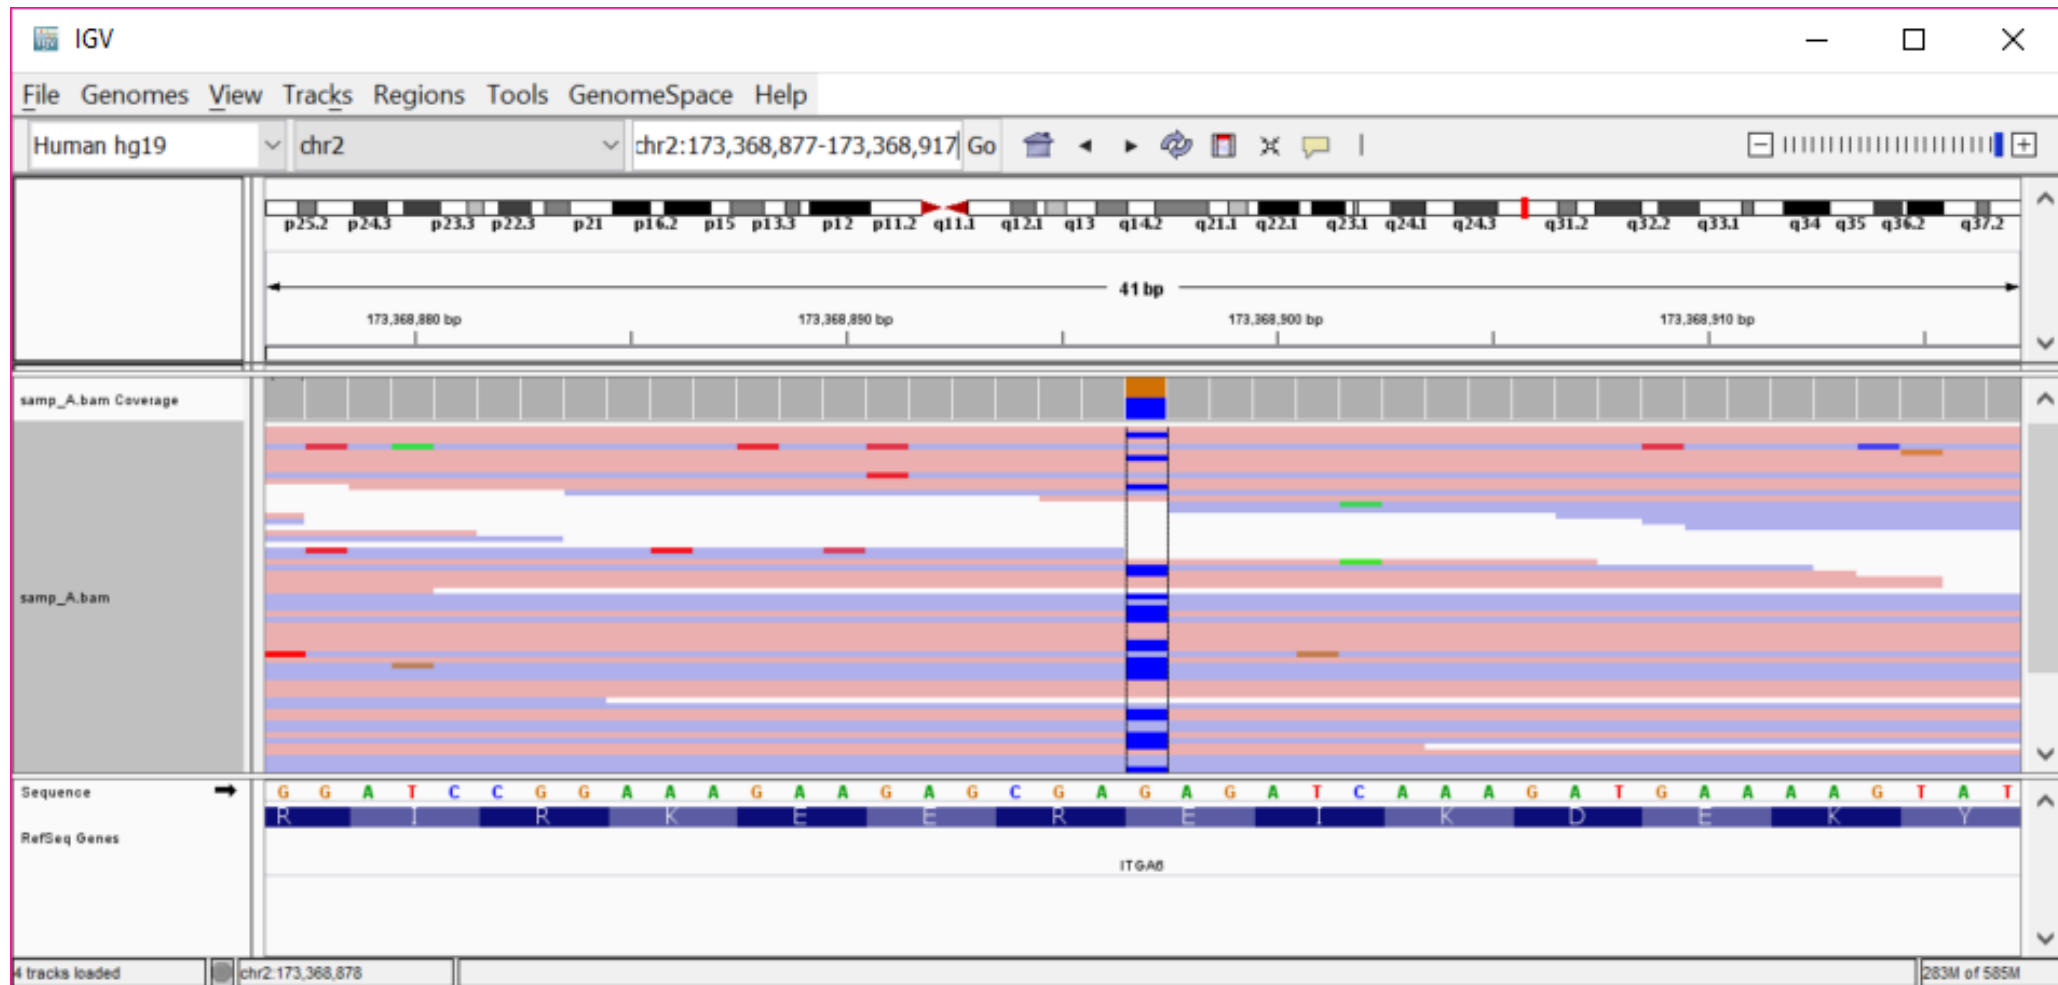 IGV
File Genomes View Tracks Regions Tools GenomeSpace Help
Human hg19 chr2 chr2:173,368,877-173,368,917 Go
p25.2 p24.3 p23.3 p22.3 p21 p16.2 p15 p13.3 p12 p11.2 q11.1 q12.1 q13 q14.2 q21.1 q22.1 q23.1 q24.1 q24.3 q31.2 q32.2 q33.1 q34 q35 q36.2 q37.2
41 bp
173,368,880 bp 173,368,890 bp 173,368,900 bp 173,368,910 bp
samp_A.bam Coverage
samp_A.bam
Sequence G G A T C C G G A A A G A A G A G C G A G A G A T C A A A G A T G A A A A G T A T
R I R K E E R E I K D E K Y
RefSeq Genes
ITGA6
4 tracks loaded chr2:173,368,878 283M of 585M